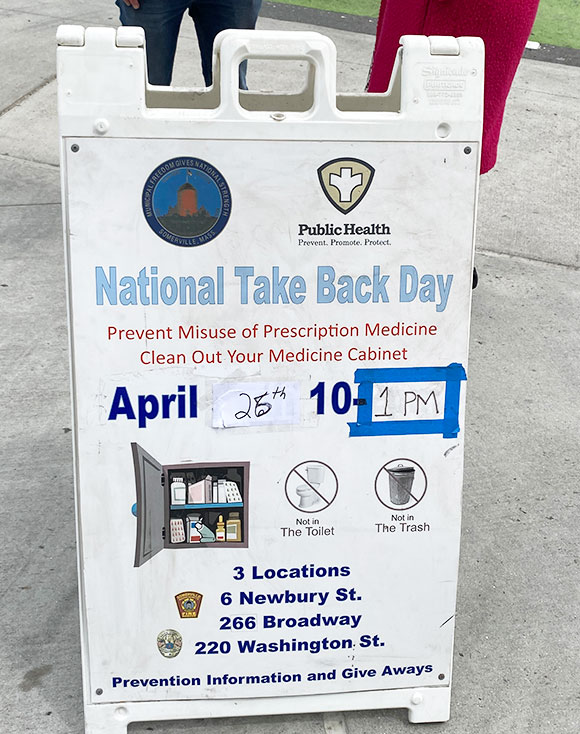 MUNICIPAL FREEDOM GIVES NATIONAL STRENGTH
SOMERVILLE, MASS
Public Health
Prevent. Promote. Protect.
National Take Back Day
Prevent Misuse of Prescription Medicine
Clean Out Your Medicine Cabinet
April 26th 10-1 PM
Not in
The Toilet
Not in
The Trash
3 Locations
6 Newbury St.
266 Broadway
220 Washington St.
Prevention Information and Give Aways